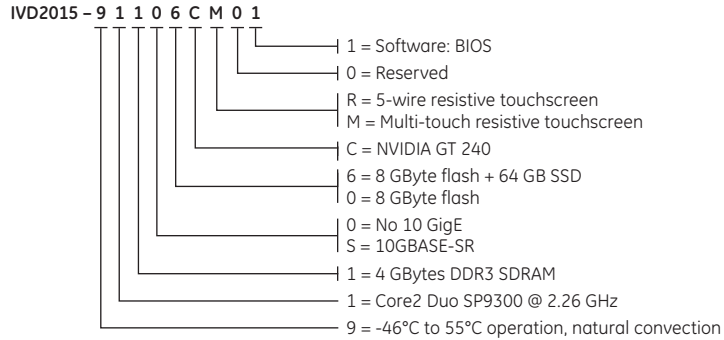 IVD2015 – 9 1 1 0 6 C M 0 1
1 = Software: BIOS
0 = Reserved
R = 5-wire resistive touchscreen
M = Multi-touch resistive touchscreen
C = NVIDIA GT 240
6 = 8 GByte flash + 64 GB SSD
0 = 8 GByte flash
0 = No 10 GigE
S = 10GBASE-SR
1 = 4 GBytes DDR3 SDRAM
1 = Core2 Duo SP9300 @ 2.26 GHz
9 = -46°C to 55°C operation, natural convection